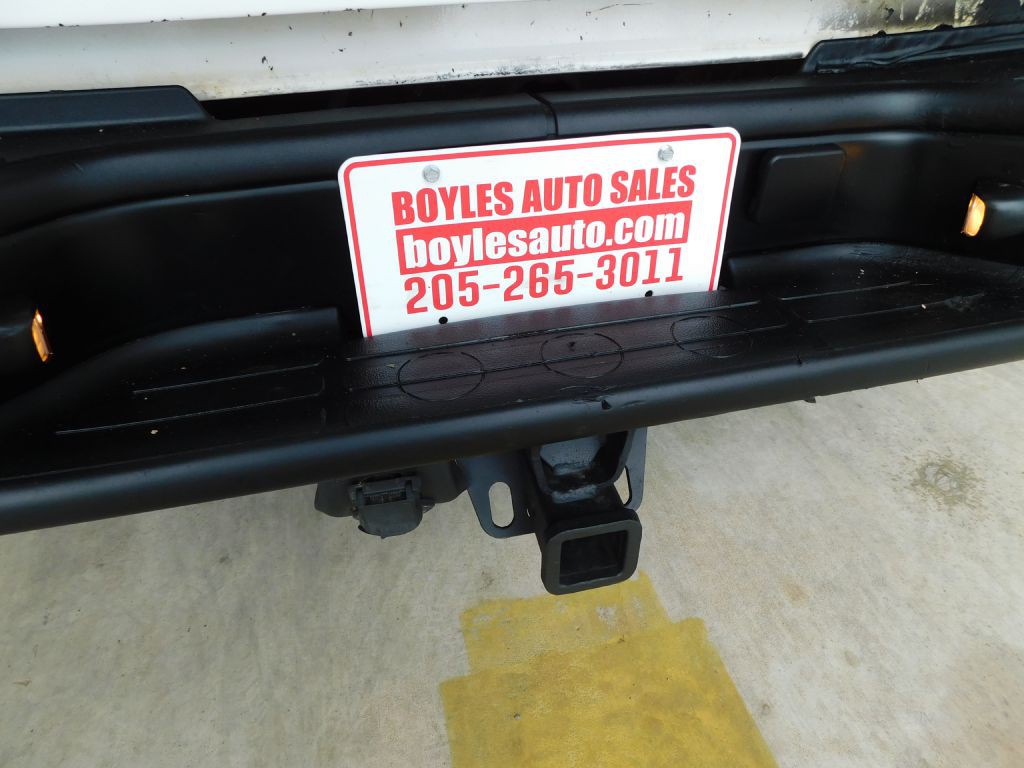 BOYLES AUTO SALES
boylesauto.com
205-265-3011